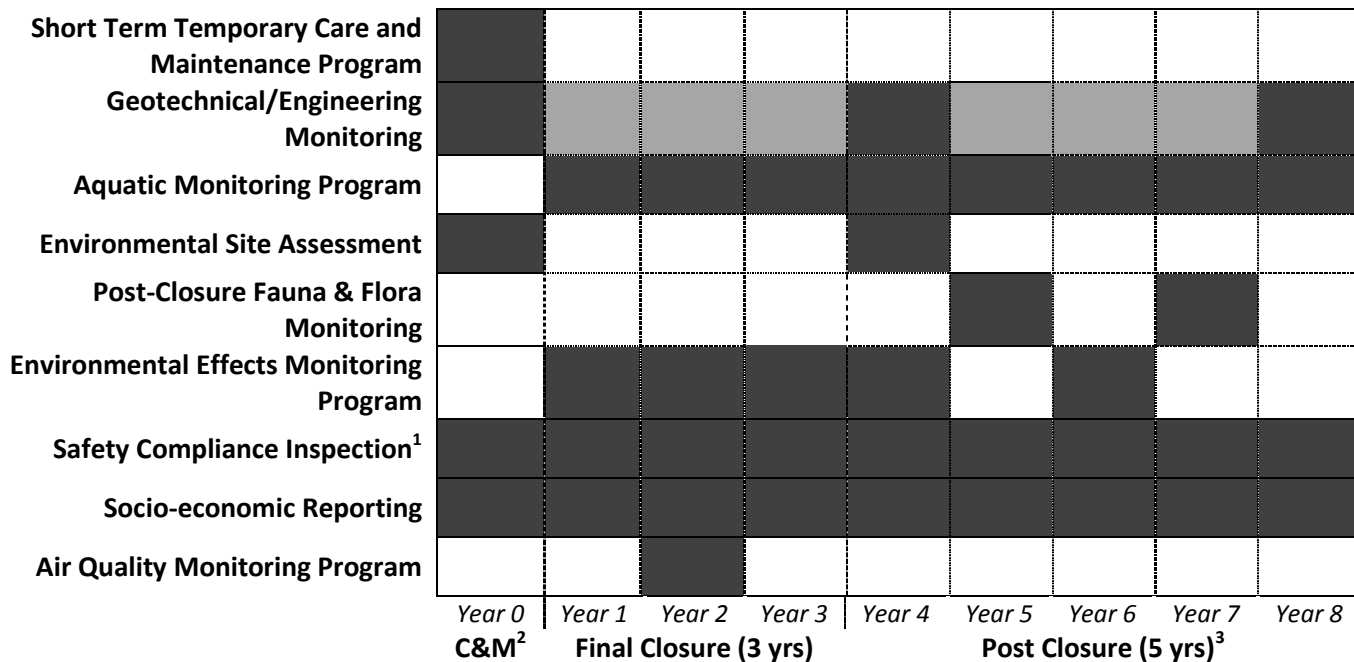 Short Term Temporary Care and
Maintenance Program
Geotechnical/Engineering
Monitoring
Aquatic Monitoring Program
Environmental Site Assessment
Post-Closure Fauna & Flora
Monitoring
Environmental Effects Monitoring
Program
Safety Compliance Inspection¹
Socio-economic Reporting
Air Quality Monitoring Program
Year 0 Year 1 Year 2 Year 3 Year 4 Year 5 Year 6 Year 7 Year 8
C&M² Final Closure (3 yrs) Post Closure (5 yrs)³